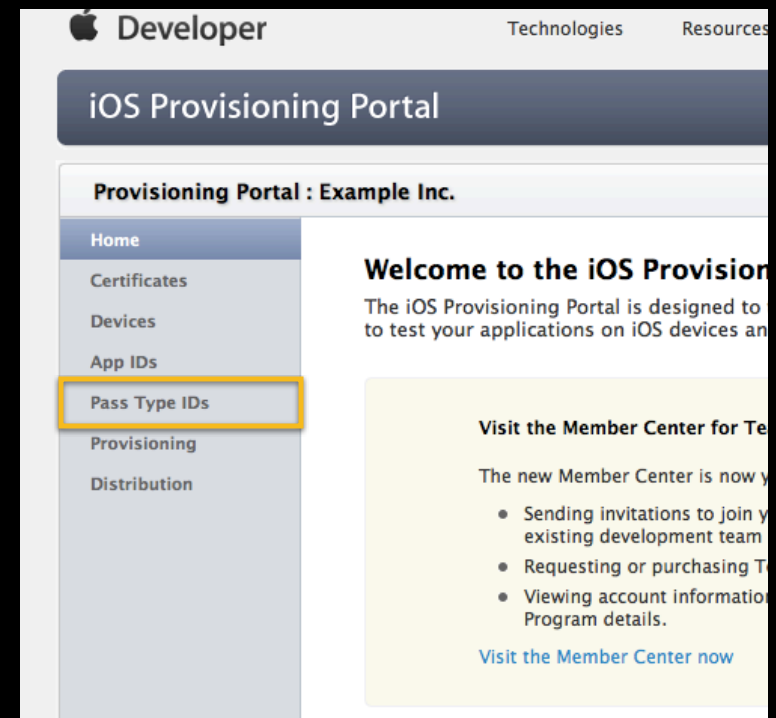 Developer
Technologies
Resources
iOS Provisioning Portal
Provisioning Portal : Example Inc.
Home
Certificates
Devices
App IDs
Pass Type IDs
Provisioning
Distribution
Welcome to the iOS Provision
The iOS Provisioning Portal is designed to
to test your applications on iOS devices an
Visit the Member Center for Te
The new Member Center is now y
• Sending invitations to join y
existing development team
• Requesting or purchasing T
• Viewing account information
Program details.
Visit the Member Center now